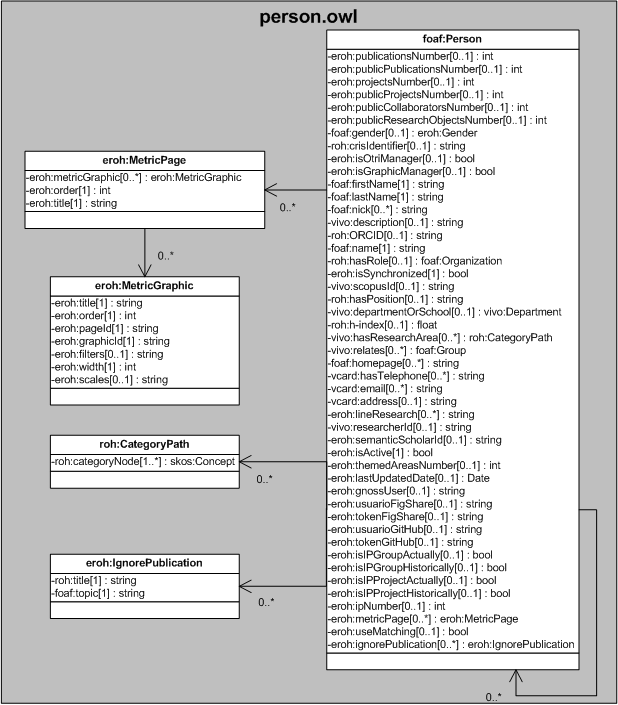 person.owl
foaf:Person
-eroh:publicationsNumber[0..1] : int
-eroh:publicPublicationsNumber[0..1] : int
-eroh:projectsNumber[0..1] : int
-eroh:publicProjectsNumber[0..1] : int
-eroh:publicCollaboratorsNumber[0..1] : int
-eroh:publicResearchObjectsNumber[0..1] : int
-foaf:gender[0..1] : eroh:Gender
-roh:crisIdentifier[0..1] : string
-eroh:isOtriManager[0..1] : bool
-eroh:isGraphicManager[0..1] : bool
-foaf:firstName[1] : string
-foaf:lastName[1] : string
-foaf:nick[0..*] : string
-vivo:description[0..1] : string
-roh:ORCID[0..1] : string
-foaf:name[1] : string
-roh:hasRole[0..1] : foaf:Organization
-eroh:isSynchronized[1] : bool
-vivo:scopusId[0..1] : string
-roh:hasPosition[0..1] : string
-vivo:departmentOrSchool[0..1] : vivo:Department
-roh:h-index[0..1] : float
-vivo:hasResearchArea[0..*] : roh:CategoryPath
-vivo:relates[0..*] : foaf:Group
-foaf:homepage[0..*] : string
-vcard:hasTelephone[0..*] : string
-vcard:email[0..*] : string
-vcard:address[0..1] : string
-eroh:lineResearch[0..*] : string
-vivo:researcherId[0..1] : string
-eroh:semanticScholarId[0..1] : string
-eroh:isActive[1] : bool
-eroh:themedAreasNumber[0..1] : int
-eroh:lastUpdatedDate[0..1] : Date
-eroh:gnossUser[0..1] : string
-eroh:usuarioFigShare[0..1] : string
-eroh:tokenFigShare[0..1] : string
-eroh:usuarioGitHub[0..1] : string
-eroh:tokenGitHub[0..1] : string
-eroh:isIPGroupActually[0..1] : bool
-eroh:isIPGroupHistorically[0..1] : bool
-eroh:isIPProjectActually[0..1] : bool
-eroh:isIPProjectHistorically[0..1] : bool
-eroh:ipNumber[0..1] : int
-eroh:metricPage[0..*] : eroh:MetricPage
-eroh:useMatching[0..1] : bool
-eroh:ignorePublication[0..*] : eroh:IgnorePublication
0..*
eroh:MetricPage
-eroh:metricGraphic[0..*] : eroh:MetricGraphic
-eroh:order[1] : int
-eroh:title[1] : string
0..*
0..*
eroh:MetricGraphic
-eroh:title[1] : string
-eroh:order[1] : int
-eroh:pageId[1] : string
-eroh:graphicId[1] : string
-eroh:filters[0..1] : string
-eroh:width[1] : int
-eroh:scales[0..1] : string
roh:CategoryPath
-roh:categoryNode[1..*] : skos:Concept
0..*
eroh:IgnorePublication
-roh:title[1] : string
-foaf:topic[1] : string
0..*